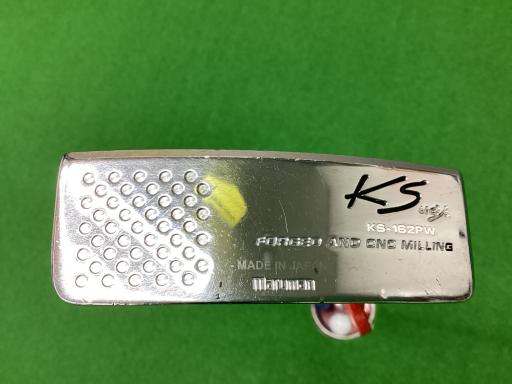 KS
KS-162PW
FORGED AND CNC MILLING
MADE IN JAPAN
Maruman